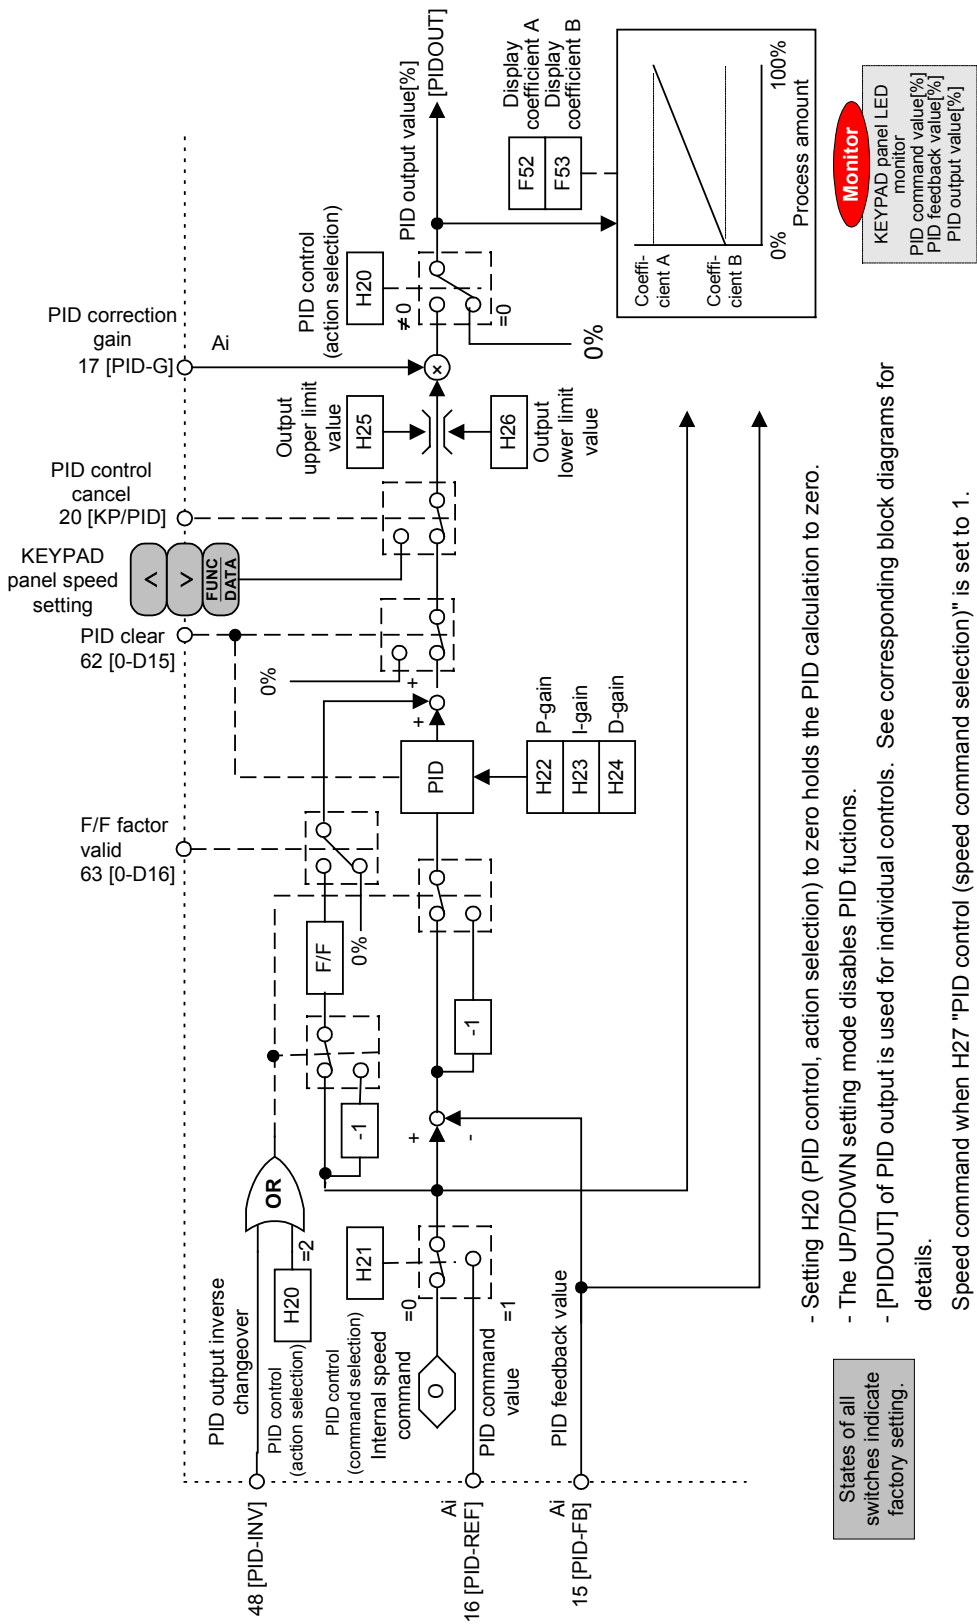 PID output inverse
changeover
48 [PID-INV]
PID control
(action selection)
H20
=2
OR
PID control
(command selection)
H21
Internal speed
command
O
=0
=1
Ai
16 [PID-REF]
PID command
value
Ai
15 [PID-FB]
PID feedback value
+
-
-1
-1
F/F
0%
F/F factor
valid
63 [0-D16]
PID
H22
H23
H24
P-gain
I-gain
D-gain
+
+
0%
PID clear
62 [0-D15]
KEYPAD
panel speed
setting
<
>
FUNC
DATA
PID control
cancel
20 [KP/PID]
Output
upper limit
value
H25
H26
Output
lower limit
value
PID correction
gain
17 [PID-G]
Ai
×
PID control
(action selection)
H20
≠0
=0
0%
PID output value[%]
[PIDOUT]
F52
F53
Display
coefficient A
Display
coefficient B
Coeffi-
cient A
Coeffi-
cient B
0%
100%
Process amount
Monitor
KEYPAD panel LED
monitor
PID command value[%]
PID feedback value[%]
PID output value[%]
States of all
switches indicate
factory setting.
- Setting H20 (PID control, action selection) to zero holds the PID calculation to zero.
- The UP/DOWN setting mode disables PID fuctions.
- [PIDOUT] of PID output is used for individual controls.  See corresponding block diagrams for
details.
Speed command when H27 "PID control (speed command selection)" is set to 1.